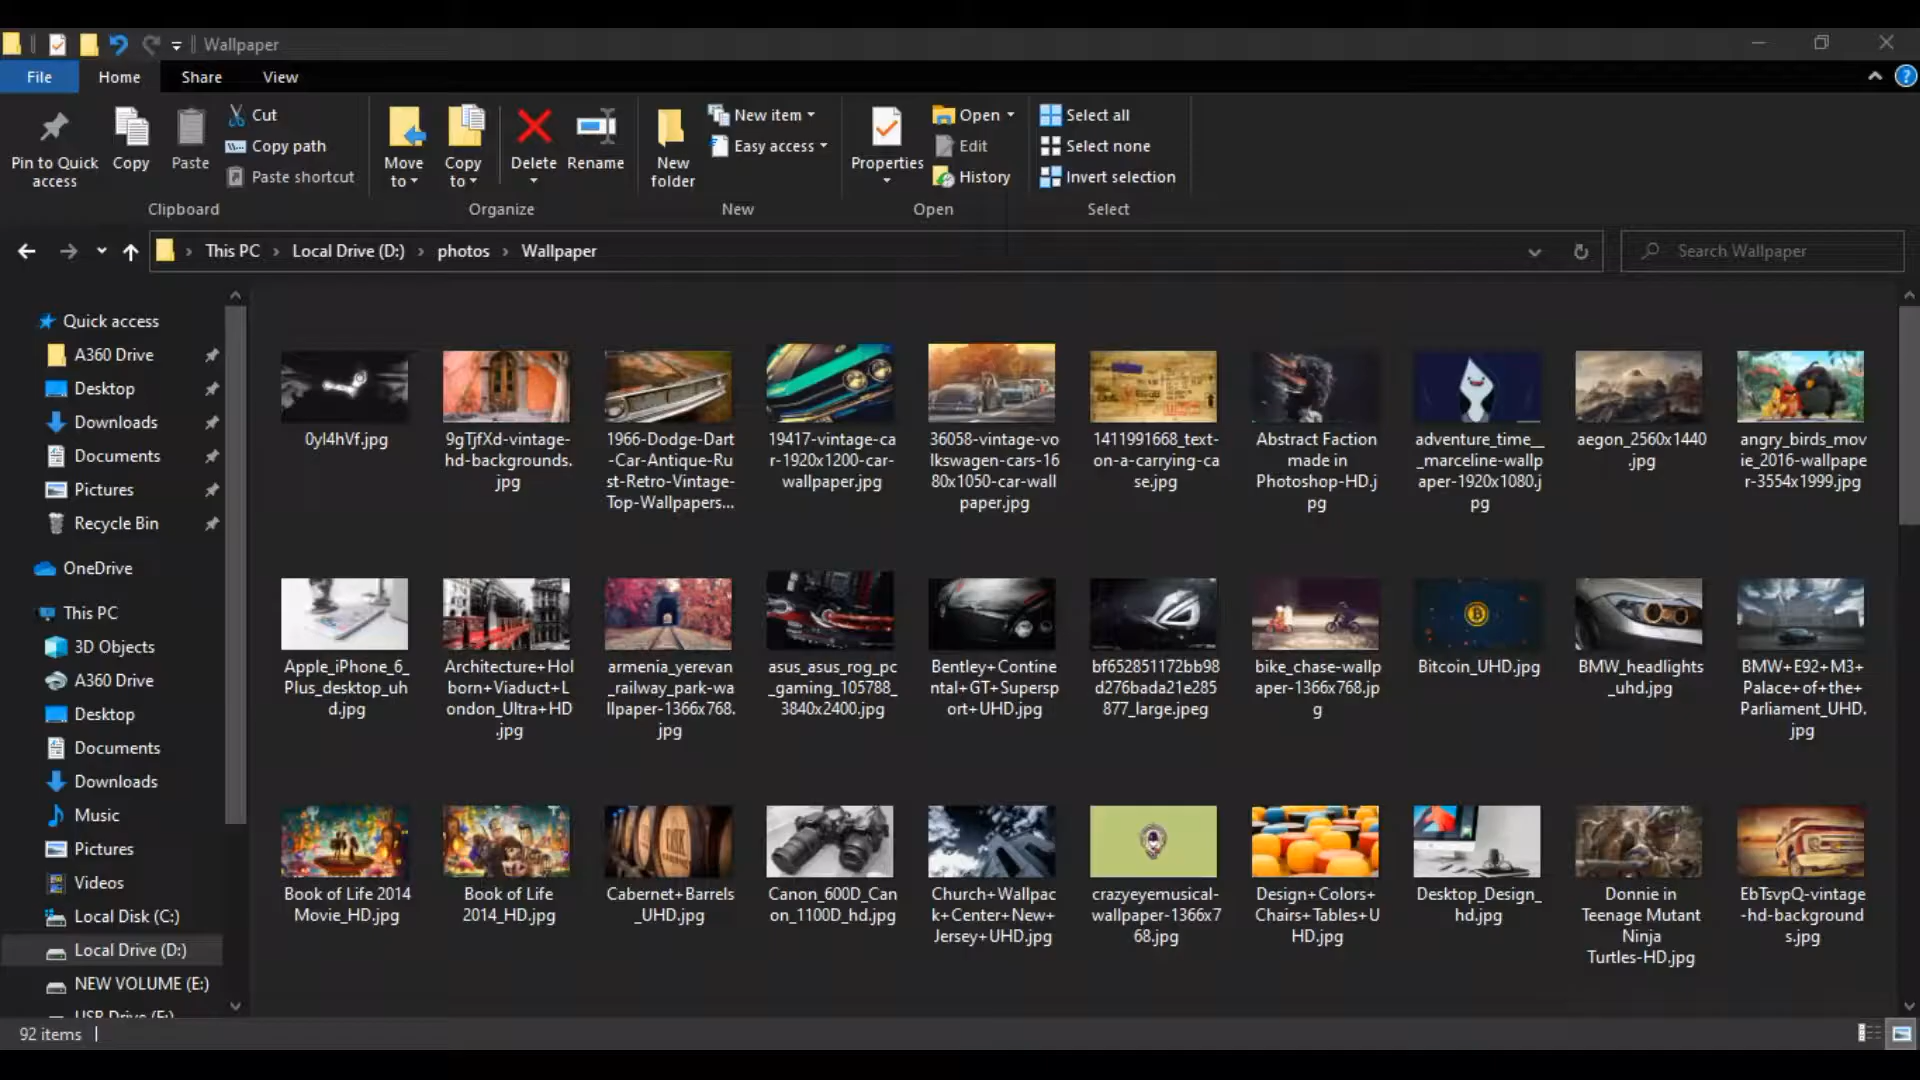 Wallpaper
File
Home
Share
View
Pin to Quick
access
Copy
Paste
Cut
Copy path
Paste shortcut
Clipboard
Move
to
Copy
to
Delete
Rename
Organize
New
folder
New item
Easy access
New
Properties
Open
Edit
History
Open
Select all
Select none
Invert selection
Select
This PC
Local Drive (D:)
photos
Wallpaper
Search Wallpaper
Quick access
A360 Drive
Desktop
Downloads
Documents
Pictures
Recycle Bin
OneDrive
This PC
3D Objects
A360 Drive
Desktop
Documents
Downloads
Music
Pictures
Videos
Local Disk (C:)
Local Drive (D:)
NEW VOLUME (E:)
USB Drive (F:)
0yl4hVf.jpg
9gTjfXd-vintage-
hd-backgrounds.
jpg
1966-Dodge-Dart
-Car-Antique-Ru
st-Retro-Vintage-
Top-Wallpapers...
19417-vintage-ca
r-1920x1200-car-
wallpaper.jpg
36058-vintage-vo
lkswagen-cars-16
80x1050-car-wall
paper.jpg
1411991668_text-
on-a-carrying-ca
se.jpg
Abstract Faction
made in
Photoshop-HD.j
pg
adventure_time__
_marceline-wallp
aper-1920x1080.j
pg
aegon_2560x1440
.jpg
angry_birds_mov
ie_2016-wallpape
r-3554x1999.jpg
Apple_iPhone_6_
Plus_desktop_uh
d.jpg
Architecture+Hol
born+Viaduct+L
ondon_Ultra+HD
.jpg
armenia_yerevan
_railway_park-wa
llpaper-1366x768.
jpg
asus_asus_rog_pc
_gaming_105788_
3840x2400.jpg
Bentley+Contine
ntal+GT+Supersp
ort+UHD.jpg
bf652851172bb98
d276bada21e285
877_large.jpeg
bike_chase-wallp
aper-1366x768.jp
g
Bitcoin_UHD.jpg
BMW_headlights
_uhd.jpg
BMW+E92+M3+
Palace+of+the+
Parliament_UHD.
jpg
Book of Life 2014
Movie_HD.jpg
Book of Life
2014_HD.jpg
Cabernet+Barrels
_UHD.jpg
Canon_600D_Can
on_1100D_hd.jpg
Church+Wallpac
k+Center+New+
Jersey+UHD.jpg
crazyeyemusical-
wallpaper-1366x7
68.jpg
Design+Colors+
Chairs+Tables+U
HD.jpg
Desktop_Design_
hd.jpg
Donnie in
Teenage Mutant
Ninja
Turtles-HD.jpg
EbTsvpQ-vintage
-hd-background
s.jpg
92 items